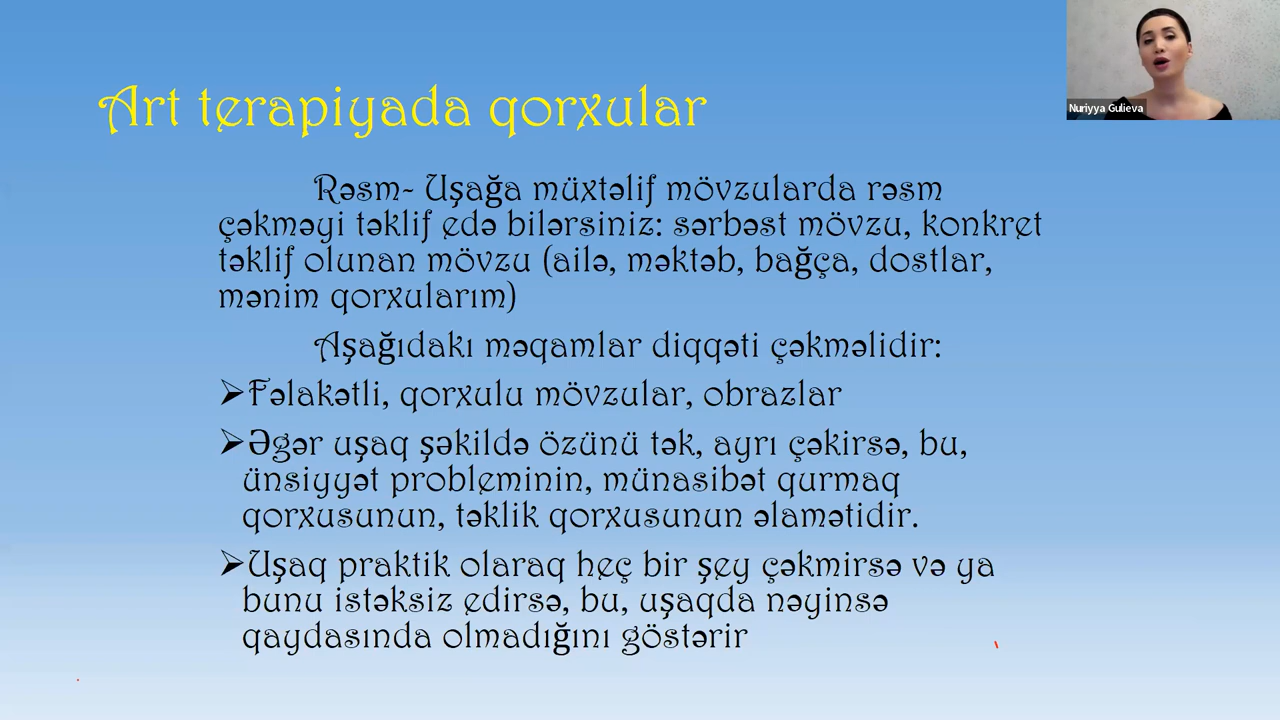 Art terapiyada qorxular
Nuriyya Gulieva
Rəsm- Uşağa müxtəlif mövzularda rəsm
çəkməyi təklif edə bilərsiniz: sərbəst mövzu, konkret
təklif olunan mövzu (ailə, məktəb, bağça, dostlar,
mənim qorxularım)
Aşağıdakı məqamlar diqqəti çəkməlidir:
➢Fəlakətli, qorxulu mövzular, obrazlar
➢Əgər uşaq şəkildə özünü tək, ayrı çəkirsə, bu,
ünsiyyət probleminin, münasibət qurmaq
qorxusunun, təklik qorxusunun əlamətidir.
➢Uşaq praktik olaraq heç bir şey çəkmirsə və ya
bunu istəksiz edirsə, bu, uşaqda nəyinsə
qaydasında olmadığını göstərir